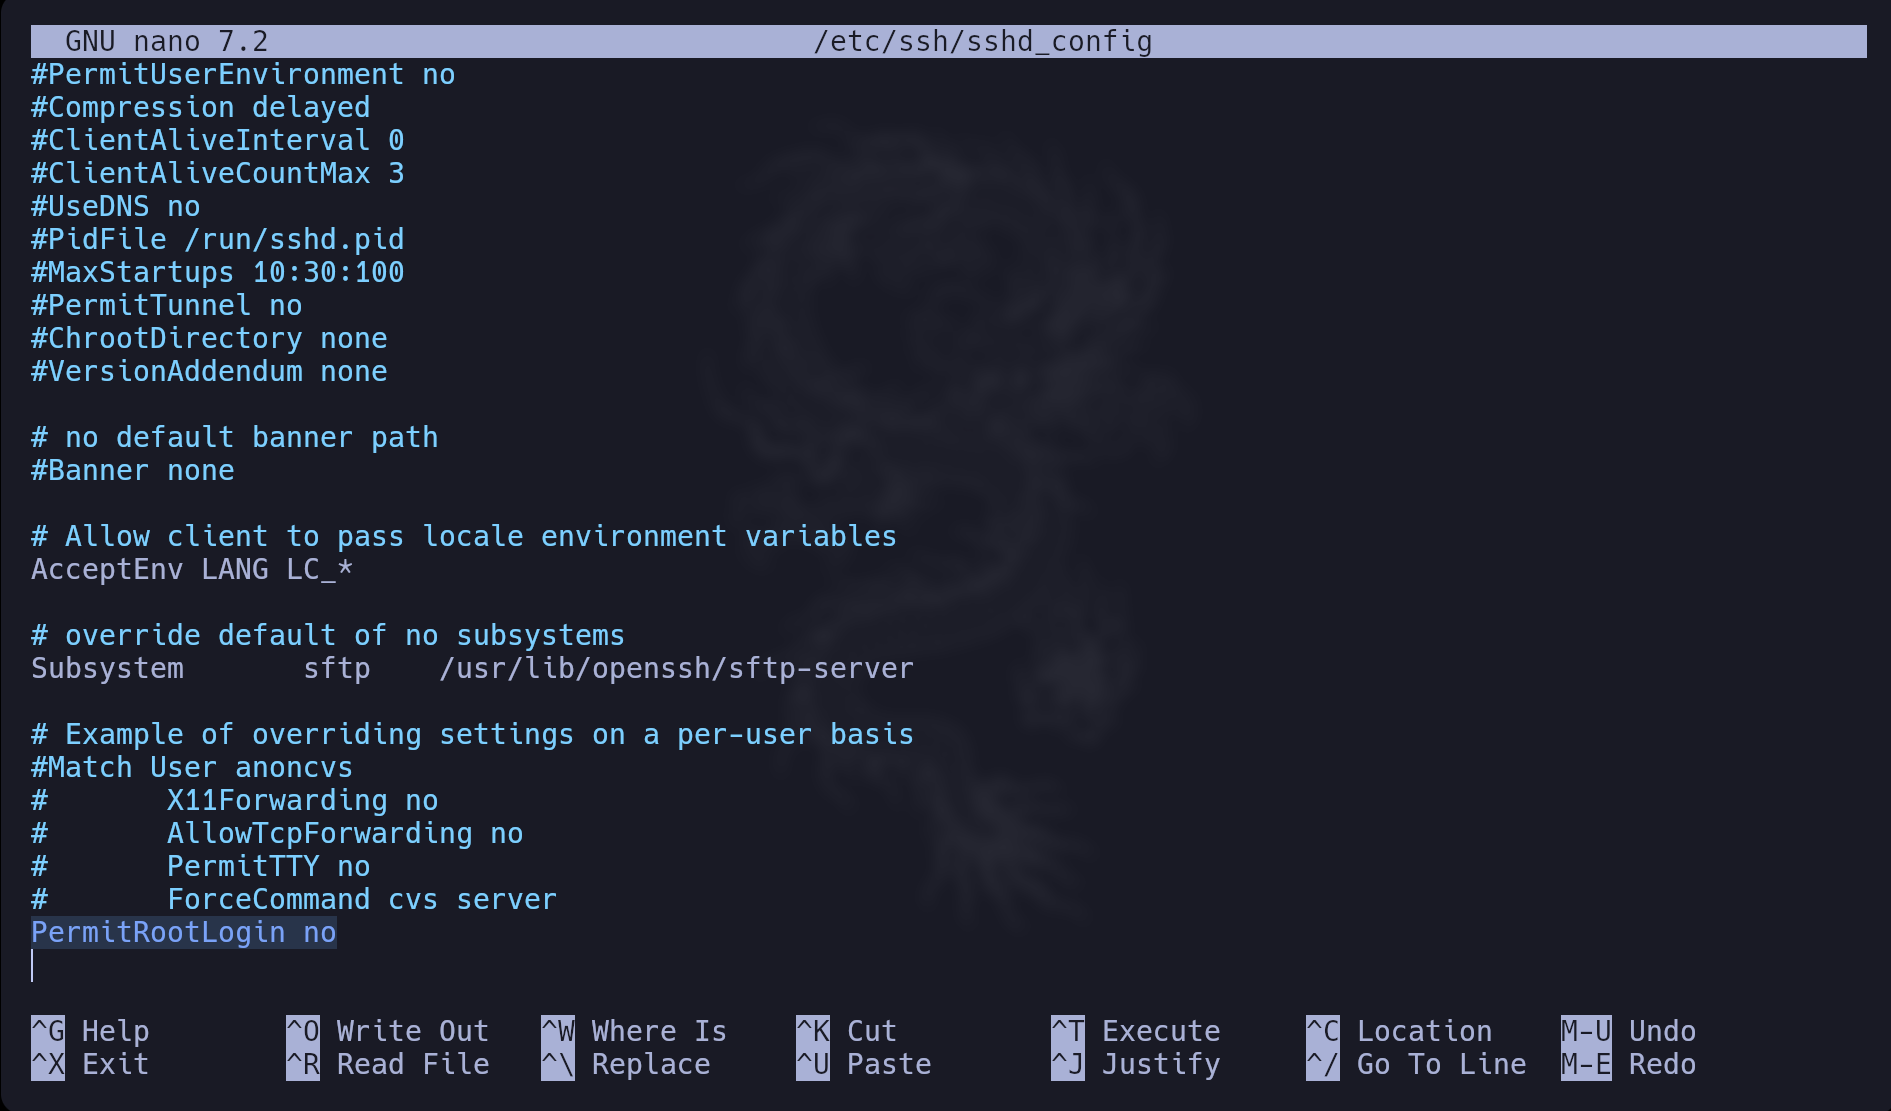 GNU nano 7.2 /etc/ssh/sshd_config
#PermitUserEnvironment no
#Compression delayed
#ClientAliveInterval 0
#ClientAliveCountMax 3
#UseDNS no
#PidFile /run/sshd.pid
#MaxStartups 10:30:100
#PermitTunnel no
#ChrootDirectory none
#VersionAddendum none

# no default banner path
#Banner none

# Allow client to pass locale environment variables
AcceptEnv LANG LC_*

# override default of no subsystems
Subsystem       sftp    /usr/lib/openssh/sftp-server

# Example of overriding settings on a per-user basis
#Match User anoncvs
#       X11Forwarding no
#       AllowTcpForwarding no
#       PermitTTY no
#       ForceCommand cvs server
PermitRootLogin no

^G Help ^O Write Out ^W Where Is ^K Cut ^T Execute ^C Location M-U Undo
^X Exit ^R Read File ^\ Replace ^U Paste ^J Justify ^/ Go To Line M-E Redo